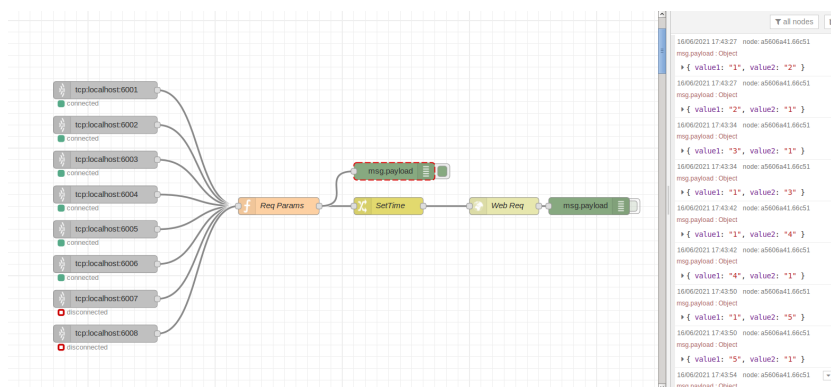 tcp:localhost:6001
connected
tcp:localhost:6002
connected
tcp:localhost:6003
connected
tcp:localhost:6004
connected
tcp:localhost:6005
connected
tcp:localhost:6006
connected
tcp:localhost:6007
disconnected
tcp:localhost:6008
disconnected
Req Params
msg.payload
SetTime
Web Req
msg.payload
all nodes
16/06/2021 17:43:27 node: a5606a41.66c51
msg.payload : Object
{ value1: "1", value2: "2" }
16/06/2021 17:43:27 node: a5606a41.66c51
msg.payload : Object
{ value1: "2", value2: "1" }
16/06/2021 17:43:34 node: a5606a41.66c51
msg.payload : Object
{ value1: "3", value2: "1" }
16/06/2021 17:43:34 node: a5606a41.66c51
msg.payload : Object
{ value1: "1", value2: "3" }
16/06/2021 17:43:42 node: a5606a41.66c51
msg.payload : Object
{ value1: "1", value2: "4" }
16/06/2021 17:43:42 node: a5606a41.66c51
msg.payload : Object
{ value1: "4", value2: "1" }
16/06/2021 17:43:50 node: a5606a41.66c51
msg.payload : Object
{ value1: "1", value2: "5" }
16/06/2021 17:43:50 node: a5606a41.66c51
msg.payload : Object
{ value1: "5", value2: "1" }
16/06/2021 17:43:54 node: a5606a41.66c51
msg.payload : Object